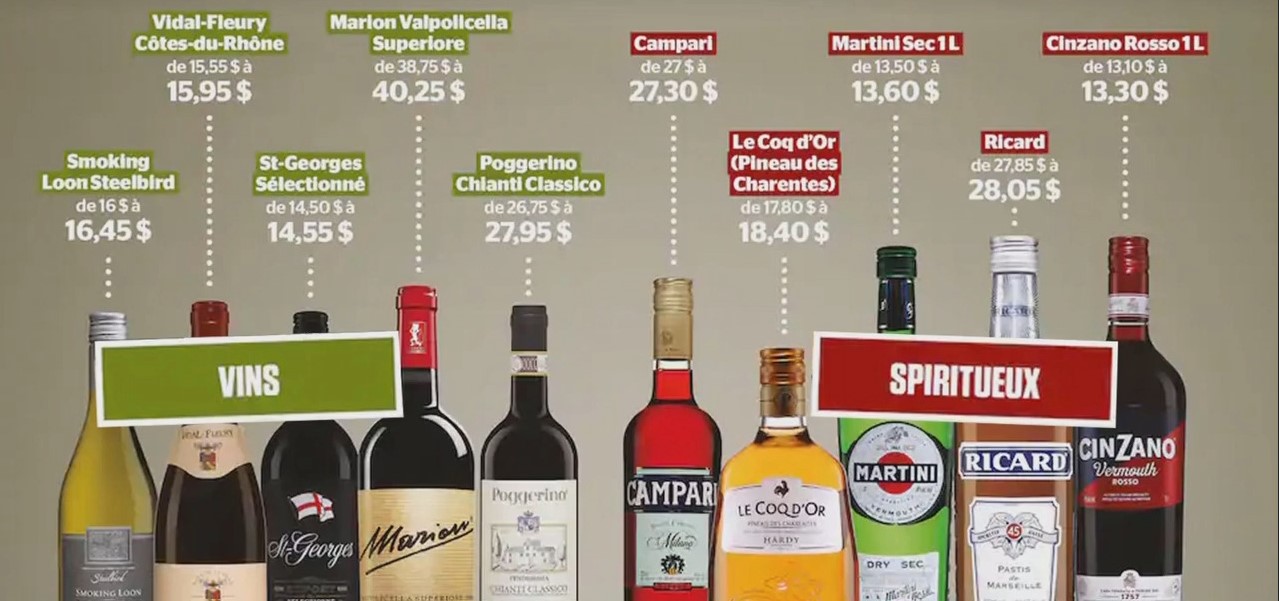 Vidal-Fleury
Côtes-du-Rhône
de 15,55 $ à
15,95 $
Marion Valpolicella
Superiore
de 38,75 $ à
40,25 $
Campari
de 27 $ à
27,30 $
Martini Sec 1 L
de 13,50 $ à
13,60 $
Cinzano Rosso 1 L
de 13,10 $ à
13,30 $
Smoking
Loon Steelbird
de 16 $ à
16,45 $
St-Georges
Sélectionné
de 14,50 $ à
14,55 $
Poggerino
Chianti Classico
de 26,75 $ à
27,95 $
Le Coq d'Or
(Pineau des
Charentes)
de 17,80 $ à
18,40 $
Ricard
de 27,85 $ à
28,05 $
VINS
SPIRITUEUX
SMOKING LOON
VIDAL-FLEURY
St-Georges
Marion
Poggerino
CHIANTI CLASSICO
CAMPARI
Milano
LE COQ D'OR
PINEAU DES CHARENTES
HARDY
MARTINI
VERMOUTH
DRY SEC
RICARD
RICARD
45
PASTIS
DE
MARSEILLE
CINZANO
Vermouth
ROSSO
1757